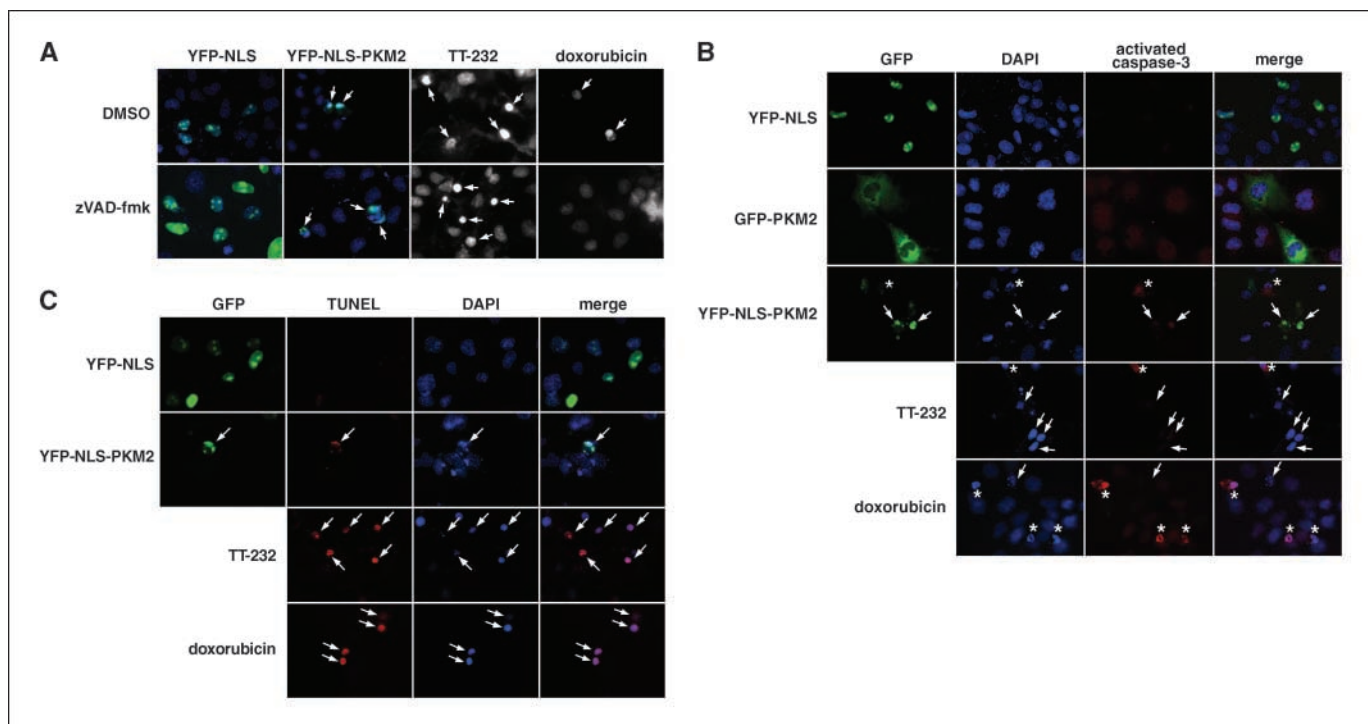 A
YFP-NLS YFP-NLS-PKM2 TT-232 doxorubicin
DMSO
zVAD-fmk
B
GFP DAPI activated caspase-3 merge
YFP-NLS
GFP-PKM2
YFP-NLS-PKM2
TT-232
doxorubicin
C
GFP TUNEL DAPI merge
YFP-NLS
YFP-NLS-PKM2
TT-232
doxorubicin